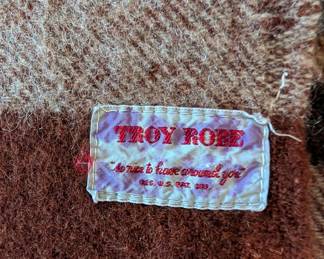 TROY ROBE
"so nice to have around you"
REG. U.S. PAT. OFF.